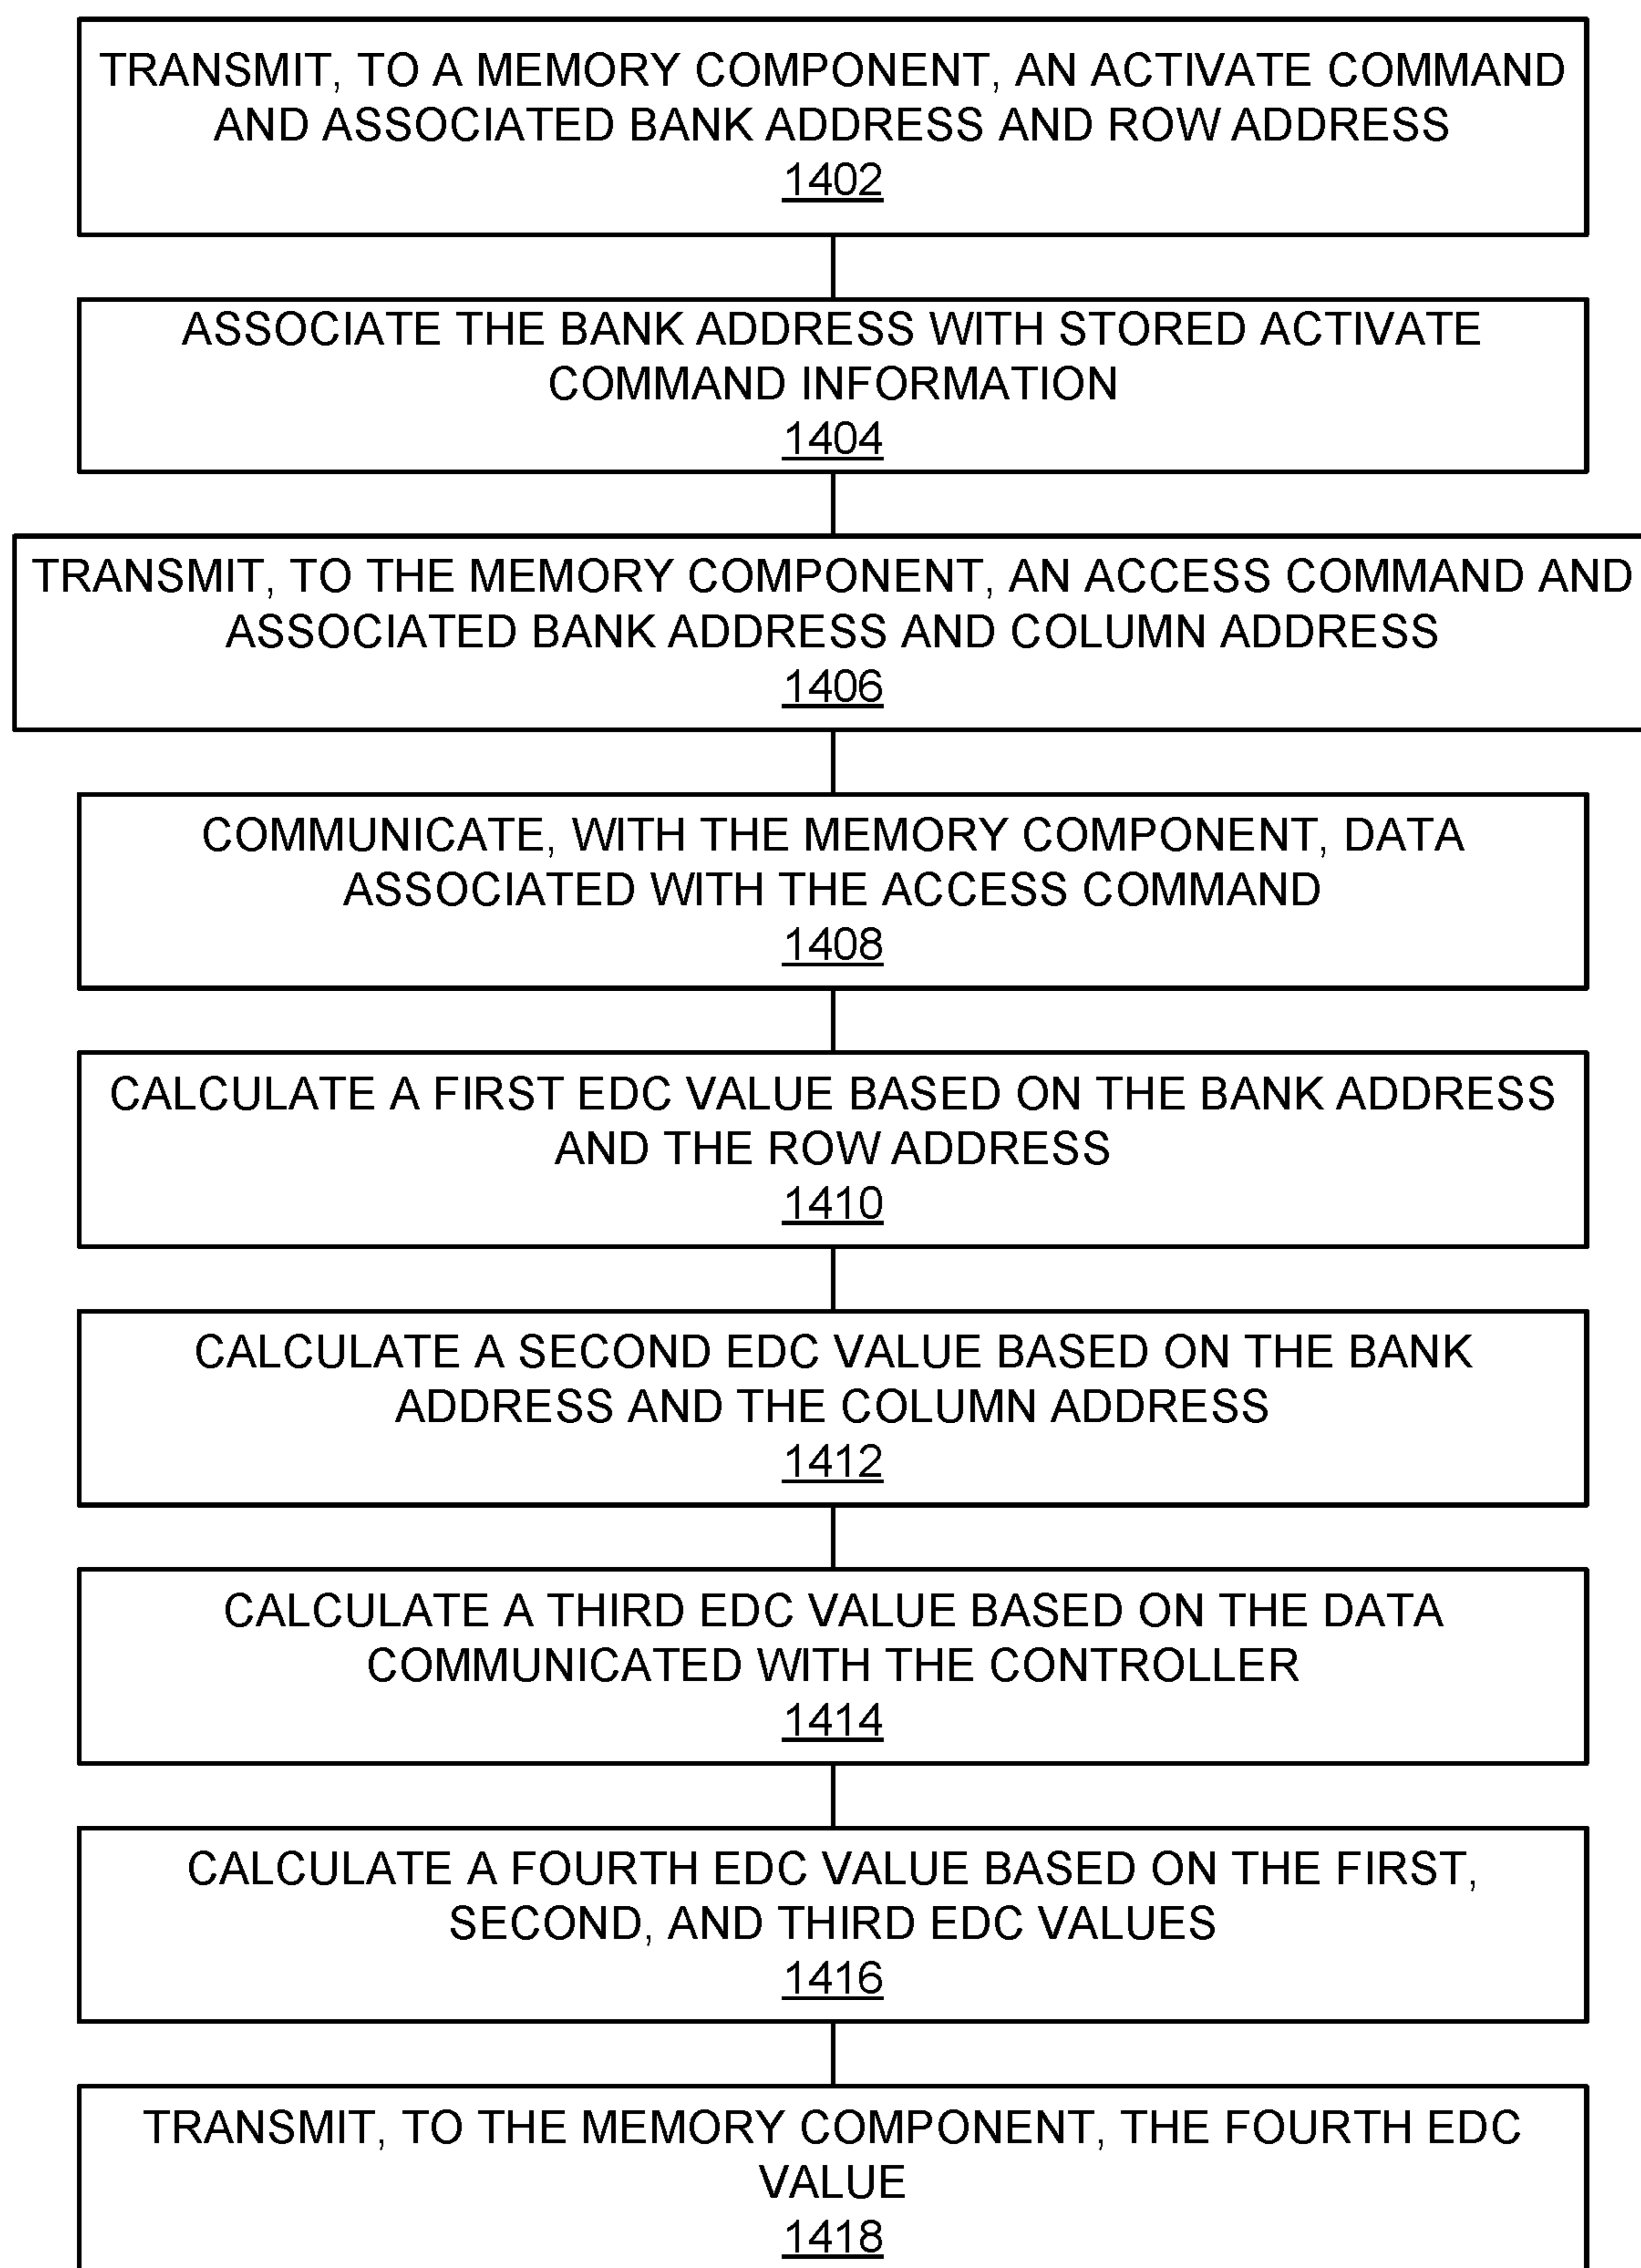 TRANSMIT, TO A MEMORY COMPONENT, AN ACTIVATE COMMAND
AND ASSOCIATED BANK ADDRESS AND ROW ADDRESS
1402
ASSOCIATE THE BANK ADDRESS WITH STORED ACTIVATE
COMMAND INFORMATION
1404
TRANSMIT, TO THE MEMORY COMPONENT, AN ACCESS COMMAND AND
ASSOCIATED BANK ADDRESS AND COLUMN ADDRESS
1406
COMMUNICATE, WITH THE MEMORY COMPONENT, DATA
ASSOCIATED WITH THE ACCESS COMMAND
1408
CALCULATE A FIRST EDC VALUE BASED ON THE BANK ADDRESS
AND THE ROW ADDRESS
1410
CALCULATE A SECOND EDC VALUE BASED ON THE BANK
ADDRESS AND THE COLUMN ADDRESS
1412
CALCULATE A THIRD EDC VALUE BASED ON THE DATA
COMMUNICATED WITH THE CONTROLLER
1414
CALCULATE A FOURTH EDC VALUE BASED ON THE FIRST,
SECOND, AND THIRD EDC VALUES
1416
TRANSMIT, TO THE MEMORY COMPONENT, THE FOURTH EDC
VALUE
1418